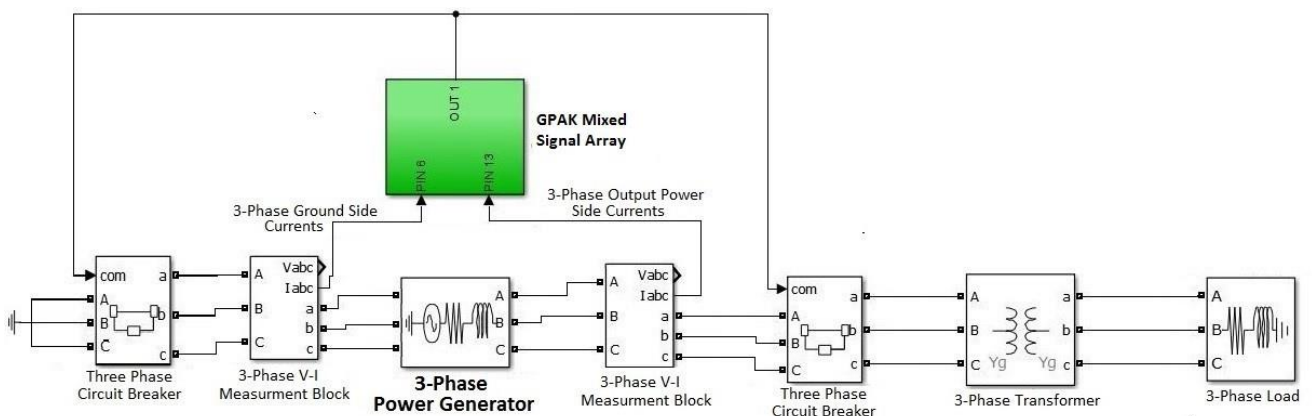 OUT 1
GPAK Mixed
Signal Array
PIN 6
PIN 13
3-Phase Ground Side
Currents
3-Phase Output Power
Side Currents
com
a
A
B
b
C
c
Three Phase
Circuit Breaker
A
Vabc
Iabc
B
a
b
C
c
3-Phase V-I
Measurment Block
A
B
C
3-Phase
Power Generator
A
Vabc
Iabc
B
a
b
C
c
3-Phase V-I
Measurment Block
com
a
A
B
b
C
c
Three Phase
Circuit Breaker
A
a
B
b
C
c
Yg
Yg
3-Phase Transformer
A
B
C
3-Phase Load